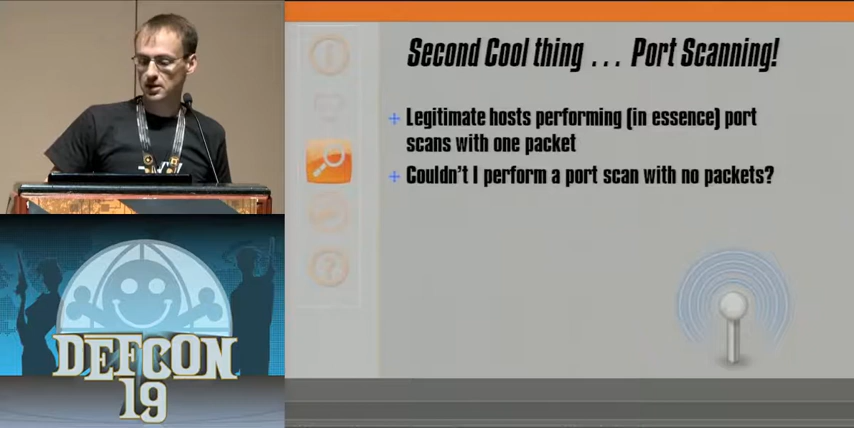 Second Cool thing ... Port Scanning!
Legitimate hosts performing (in essence) port
scans with one packet
Couldn't I perform a port scan with no packets?
DEFCON
19